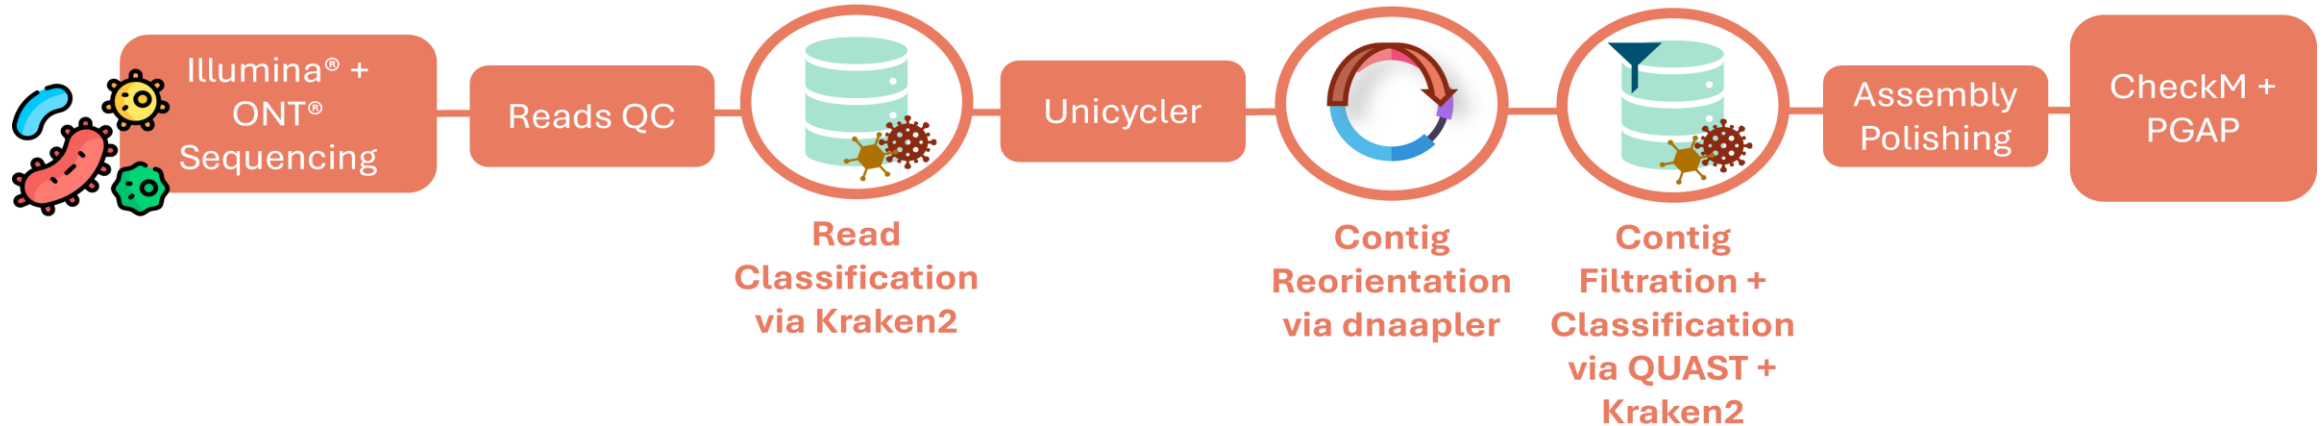 Illumina® +
ONT®
Sequencing
Reads QC
Read
Classification
via Kraken2
Unicycler
Contig
Reorientation
via dnaapler
Contig
Filtration +
Classification
via QUAST +
Kraken2
Assembly
Polishing
CheckM +
PGAP